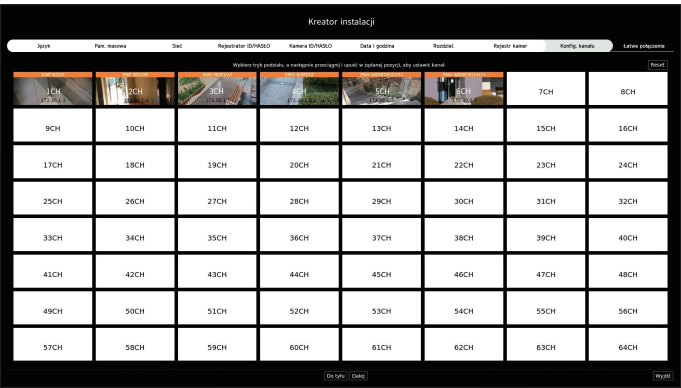 Kreator instalacji
Język Pam. masowa Sieć Rejestrator ID/HASŁO Kamera ID/HASŁO Data i godzina Rozdziel. Rejestr kamer Konfig. kanału Łatwe połączenie
Wybierz tryb podziału, a następnie przeciągnij i upuść w żądanej pozycji, aby ustawić kanał. Reset
1CH 2CH 3CH 4CH 5CH 6CH 7CH 8CH
9CH 10CH 11CH 12CH 13CH 14CH 15CH 16CH
17CH 18CH 19CH 20CH 21CH 22CH 23CH 24CH
25CH 26CH 27CH 28CH 29CH 30CH 31CH 32CH
33CH 34CH 35CH 36CH 37CH 38CH 39CH 40CH
41CH 42CH 43CH 44CH 45CH 46CH 47CH 48CH
49CH 50CH 51CH 52CH 53CH 54CH 55CH 56CH
57CH 58CH 59CH 60CH 61CH 62CH 63CH 64CH
Do tyłu Dalej Wyjdź